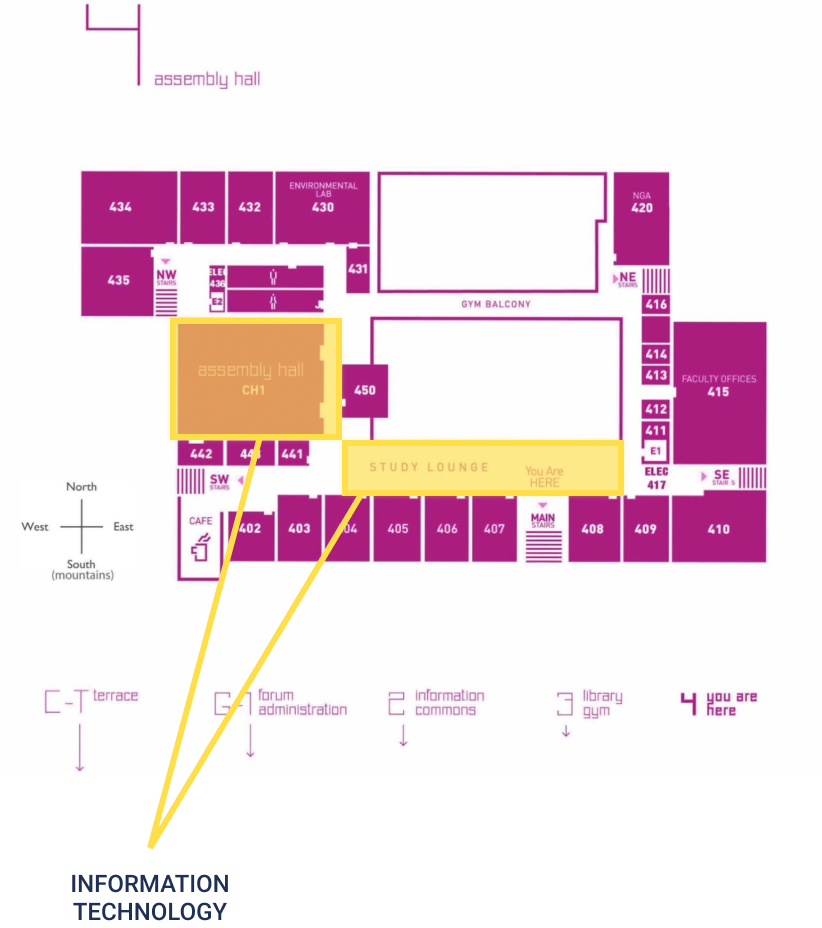 4
assembly hall
434
433
432
ENVIRONMENTAL
LAB
430
NGA
420
435
NW
STAIRS
ELEC
436
E2
431
NE
STAIRS
GYM BALCONY
416
assembly hall
CH1
450
414
413
FACULTY OFFICES
415
412
411
E1
442
441
STUDY LOUNGE
You Are
HERE
ELEC
417
SW
STAIRS
SE
STAIRS
North
West
East
South
(mountains)
CAFE
402
403
404
405
406
407
MAIN
STAIRS
408
409
410
C-T terrace
G-1 forum
administration
2 information
commons
3 library
gym
4 you are
here
INFORMATION
TECHNOLOGY